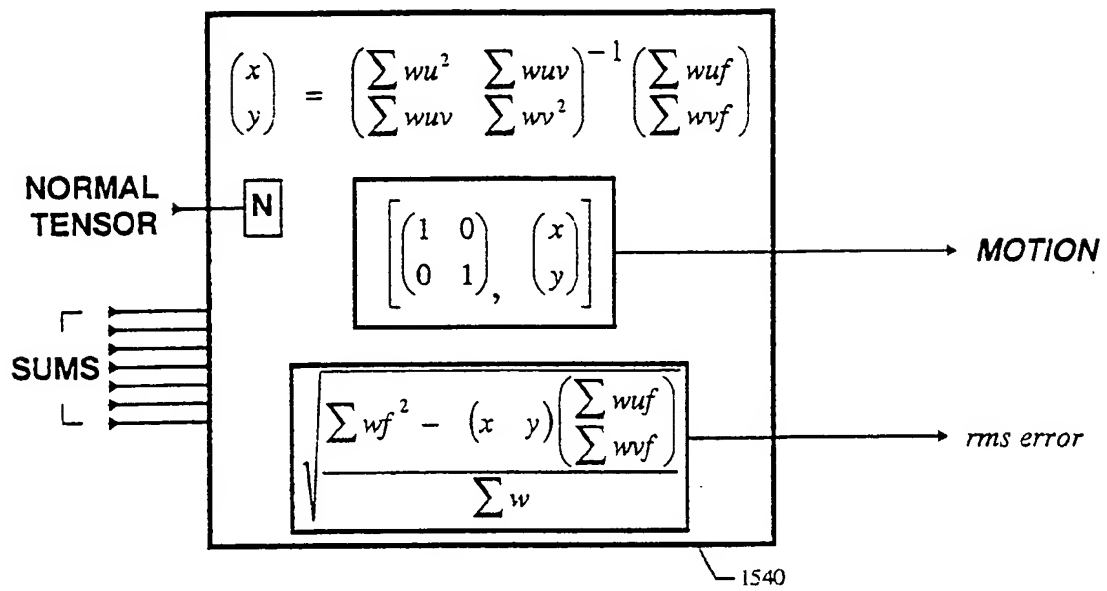 (x y) = (∑ wu² ∑ wuv ∑ wuv ∑ wv²)⁻¹ (∑ wuf ∑ wvf)
NORMAL
TENSOR
N
[(1 0 0 1), (x y)]
MOTION
SUMS
√ ∑ wf² − (x y) (∑ wuf ∑ wvf)
∑ w
rms error
1540